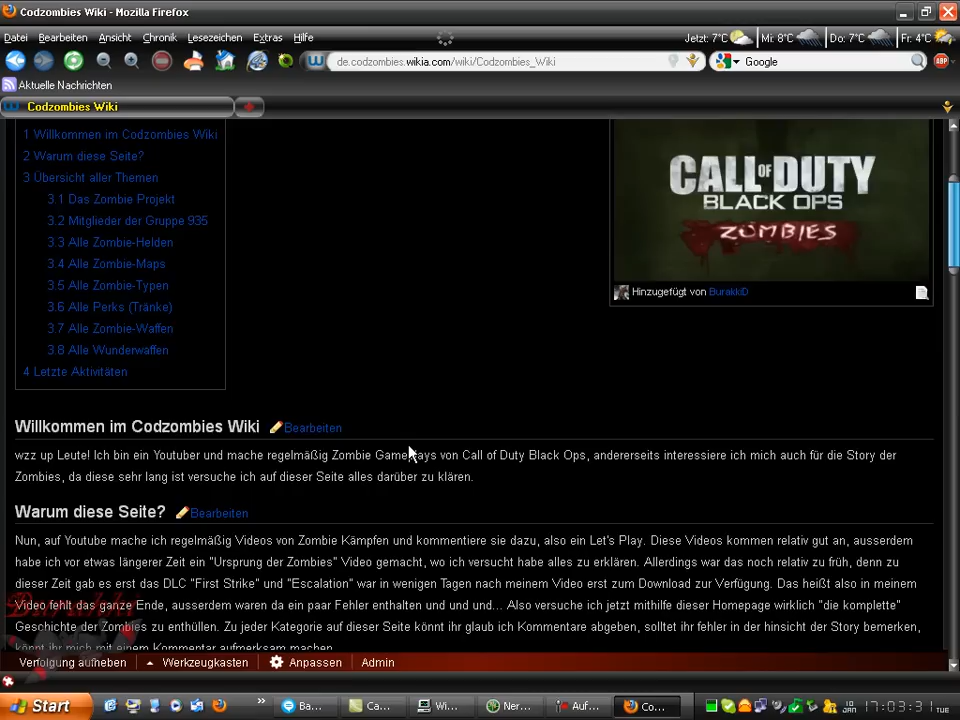 Codzombies Wiki - Mozilla Firefox
Datei Bearbeiten Ansicht Chronik Lesezeichen Extras Hilfe Jetzt: 7°C Mi: 8°C Do: 7°C Fr: 4°C
de.codzombies.wikia.com/wiki/Codzombies_Wiki Google ABP
Aktuelle Nachrichten
Codzombies Wiki
1 Willkommen im Codzombies Wiki
2 Warum diese Seite?
3 Übersicht aller Themen
3.1 Das Zombie Projekt
3.2 Mitglieder der Gruppe 935
3.3 Alle Zombie-Helden
3.4 Alle Zombie-Maps
3.5 Alle Zombie-Typen
3.6 Alle Perks (Tränke)
3.7 Alle Zombie-Waffen
3.8 Alle Wunderwaffen
4 Letzte Aktivitäten
CALL OF DUTY
BLACK OPS
ZOMBIES
Hinzugefügt von BurakkiD
Willkommen im Codzombies Wiki Bearbeiten
wzz up Leute! Ich bin ein Youtuber und mache regelmäßig Zombie Gameplays von Call of Duty Black Ops, andererseits interessiere ich mich auch für die Story der
Zombies, da diese sehr lang ist versuche ich auf dieser Seite alles darüber zu klären.
Warum diese Seite? Bearbeiten
Nun, auf Youtube mache ich regelmäßig Videos von Zombie Kämpfen und kommentiere sie dazu, also ein Let's Play. Diese Videos kommen relativ gut an, ausserdem
habe ich vor etwas längerer Zeit ein "Ursprung der Zombies" Video gemacht, wo ich versucht habe alles zu erklären. Allerdings war das noch relativ zu früh, denn zu
dieser Zeit gab es erst das DLC "First Strike" und "Escalation" war in wenigen Tagen nach meinem Video erst zum Download zur Verfügung. Das heißt also in meinem
Video fehlt das ganze Ende, ausserdem waren da ein paar Fehler enthalten und und und... Also versuche ich jetzt mithilfe dieser Homepage wirklich "die komplette"
Geschichte der Zombies zu enthüllen. Zu jeder Kategorie auf dieser Seite könnt ihr glaub ich Kommentare abgeben, solltet ihr fehler in der hinsicht der Story bemerken,
könnt ihr mich mit einem Kommentar aufmerksam machen.
Verfolgung aufheben Werkzeugkasten Anpassen Admin
Start » Ba... Ca... Wi... Ner... Auf... Co... 10 JAN 17:03:31 TUE